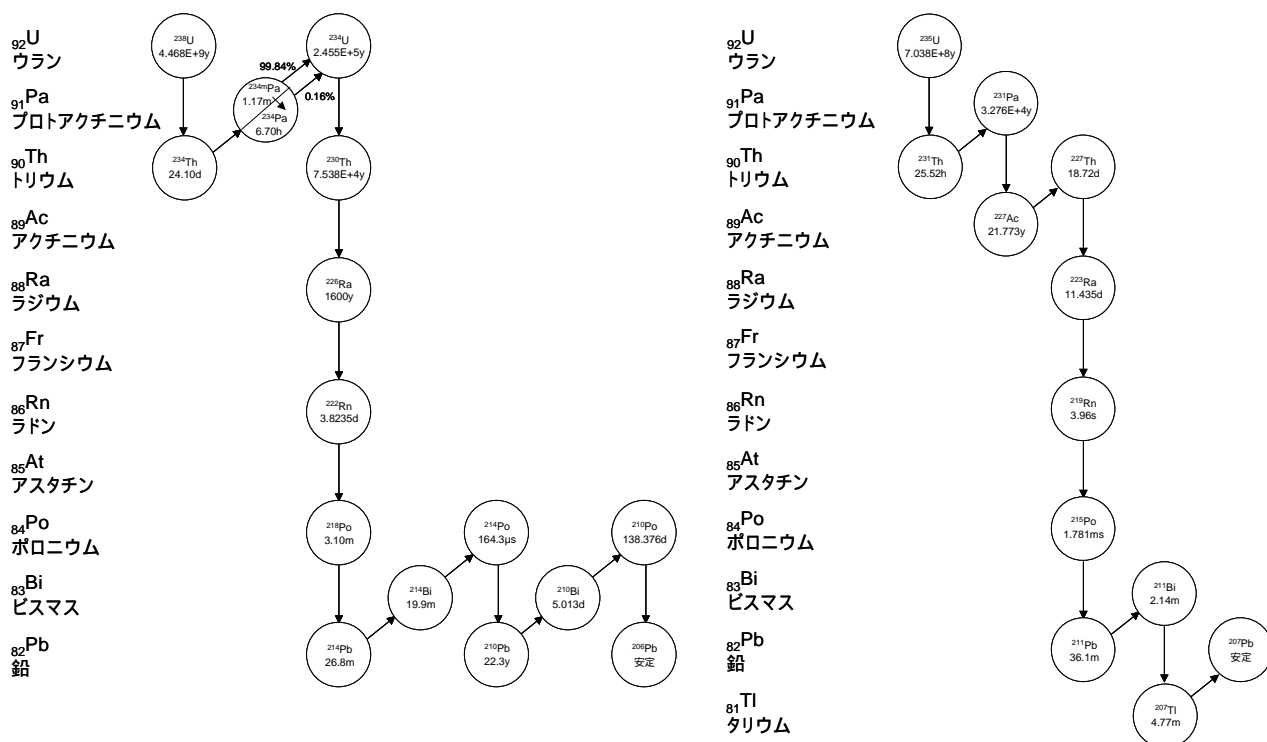 ₉₂U
ウラン
₉₁Pa
プロトアクチニウム
₉₀Th
トリウム
₈₉Ac
アクチニウム
₈₈Ra
ラジウム
₈₇Fr
フランシウム
₈₆Rn
ラドン
₈₅At
アスタチン
₈₄Po
ポロニウム
₈₃Bi
ビスマス
₈₂Pb
鉛
²³⁸U
4.468E+9y
²³⁴Th
24.10d
²³⁴ᵐPa
1.17m
²³⁴Pa
6.70h
99.84%
0.16%
²³⁴U
2.455E+5y
²³⁰Th
7.538E+4y
²²⁶Ra
1600y
²²²Rn
3.8235d
²¹⁸Po
3.10m
²¹⁴Pb
26.8m
²¹⁴Bi
19.9m
²¹⁴Po
164.3μs
²¹⁰Pb
22.3y
²¹⁰Bi
5.013d
²¹⁰Po
138.376d
²⁰⁶Pb
安定
₉₂U
ウラン
₉₁Pa
プロトアクチニウム
₉₀Th
トリウム
₈₉Ac
アクチニウム
₈₈Ra
ラジウム
₈₇Fr
フランシウム
₈₆Rn
ラドン
₈₅At
アスタチン
₈₄Po
ポロニウム
₈₃Bi
ビスマス
₈₂Pb
鉛
₈₁Tl
タリウム
²³⁵U
7.038E+8y
²³¹Th
25.52h
²³¹Pa
3.276E+4y
²²⁷Ac
21.773y
²²⁷Th
18.72d
²²³Ra
11.435d
²¹⁹Rn
3.96s
²¹⁵Po
1.781ms
²¹¹Pb
36.1m
²¹¹Bi
2.14m
²⁰⁷Tl
4.77m
²⁰⁷Pb
安定